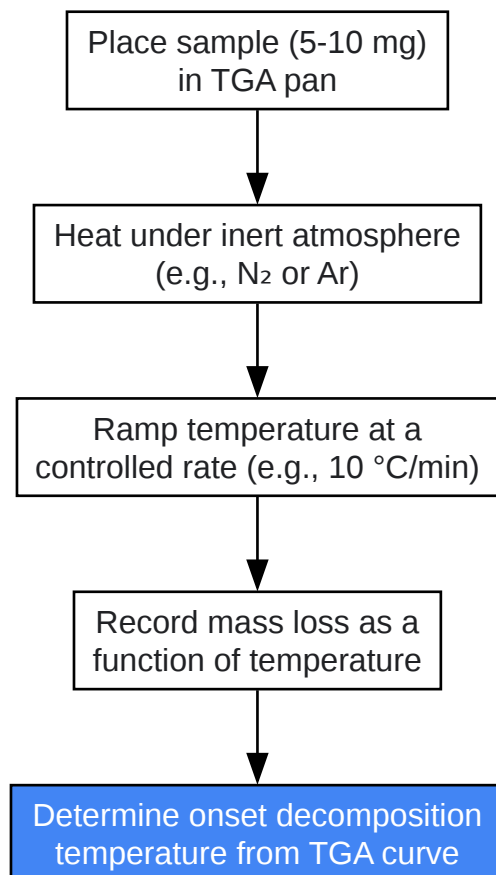 Place sample (5-10 mg)
in TGA pan
Heat under inert atmosphere
(e.g., N₂ or Ar)
Ramp temperature at a
controlled rate (e.g., 10 °C/min)
Record mass loss as a
function of temperature
Determine onset decomposition
temperature from TGA curve